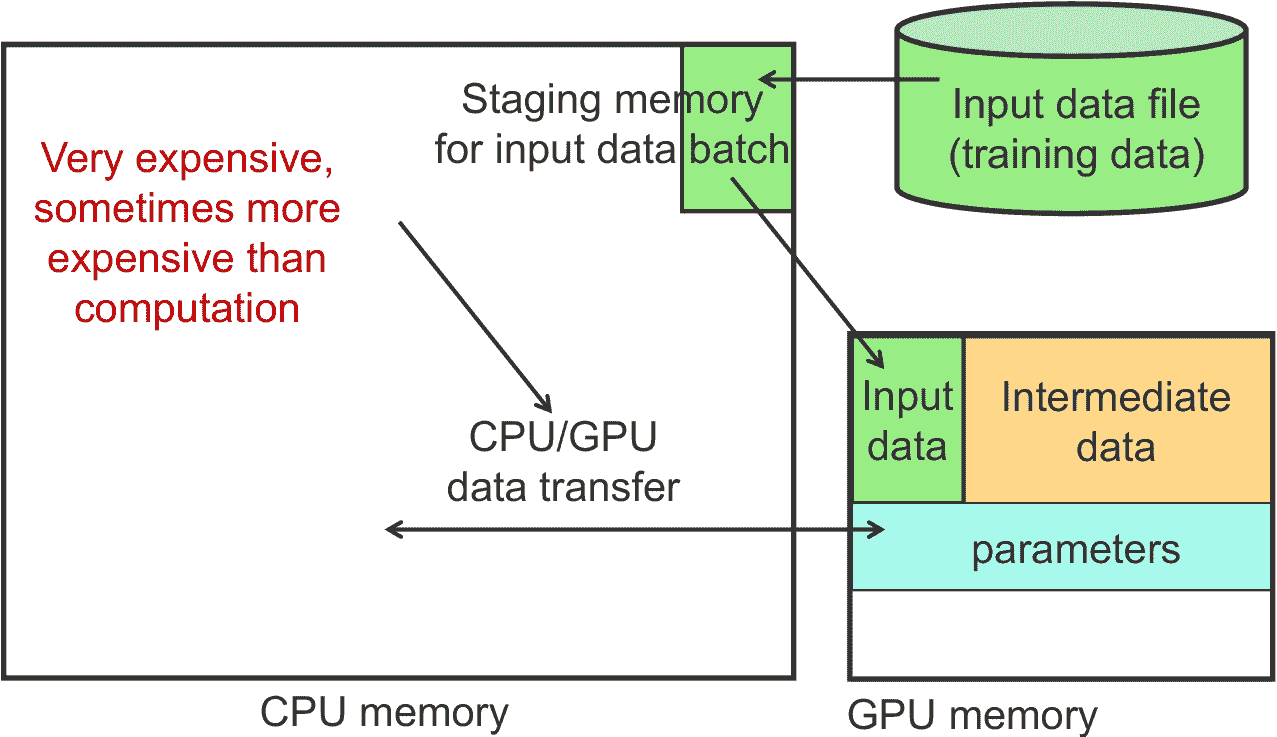 Staging memory
for input data batch
Input data file
(training data)
Very expensive,
sometimes more
expensive than
computation
CPU/GPU
data transfer
Input
data
Intermediate
data
parameters
CPU memory
GPU memory